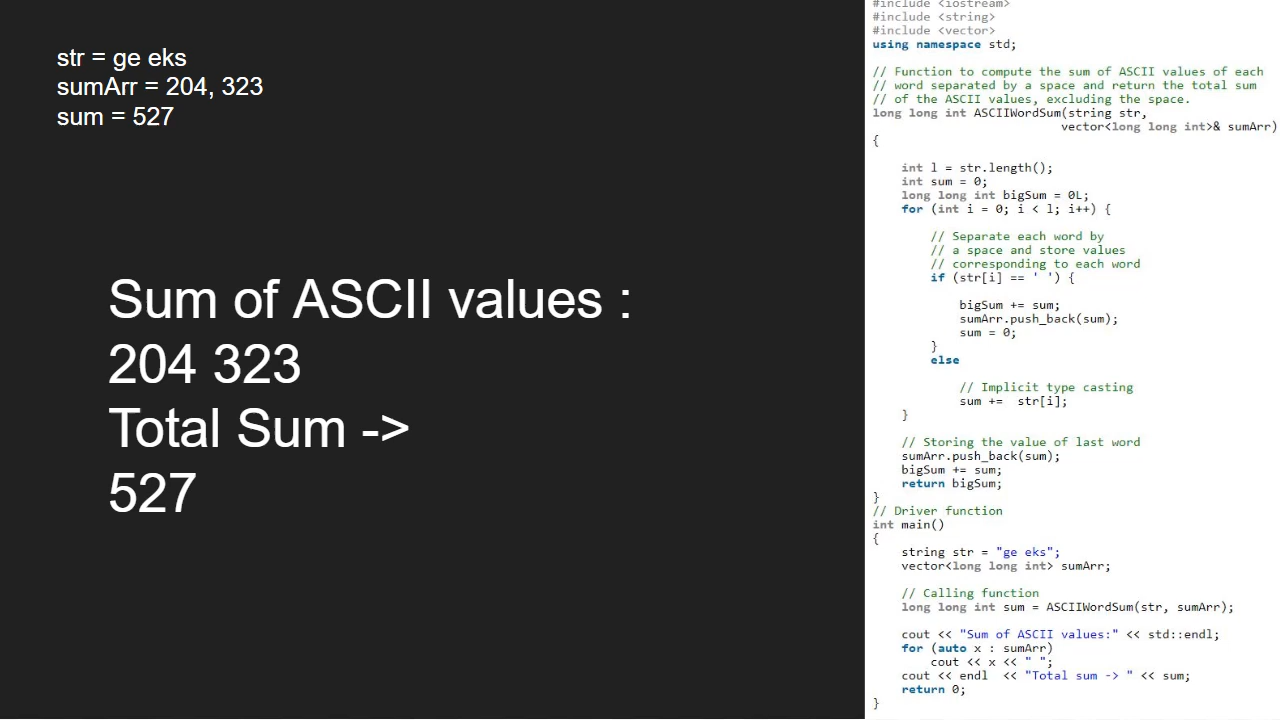 str = ge eks
sumArr = 204, 323
sum = 527
Sum of ASCII values :
204 323
Total Sum ->
527
#include <iostream>
#include <string>
#include <vector>
using namespace std;
// Function to compute the sum of ASCII values of each
// word separated by a space and return the total sum
// of the ASCII values, excluding the space.
long long int ASCIIWordSum(string str,
vector<long long int>& sumArr)
{
int l = str.length();
int sum = 0;
long long int bigSum = 0L;
for (int i = 0; i < l; i++) {
// Separate each word by
// a space and store values
// corresponding to each word
if (str[i] == ' ') {
bigSum += sum;
sumArr.push_back(sum);
sum = 0;
}
else
// Implicit type casting
sum +=  str[i];
}
// Storing the value of last word
sumArr.push_back(sum);
bigSum += sum;
return bigSum;
}
// Driver function
int main()
{
string str = "ge eks";
vector<long long int> sumArr;
// Calling function
long long int sum = ASCIIWordSum(str, sumArr);
cout << "Sum of ASCII values:" << std::endl;
for (auto x : sumArr)
cout << x << " ";
cout << endl  << "Total sum -> " << sum;
return 0;
}